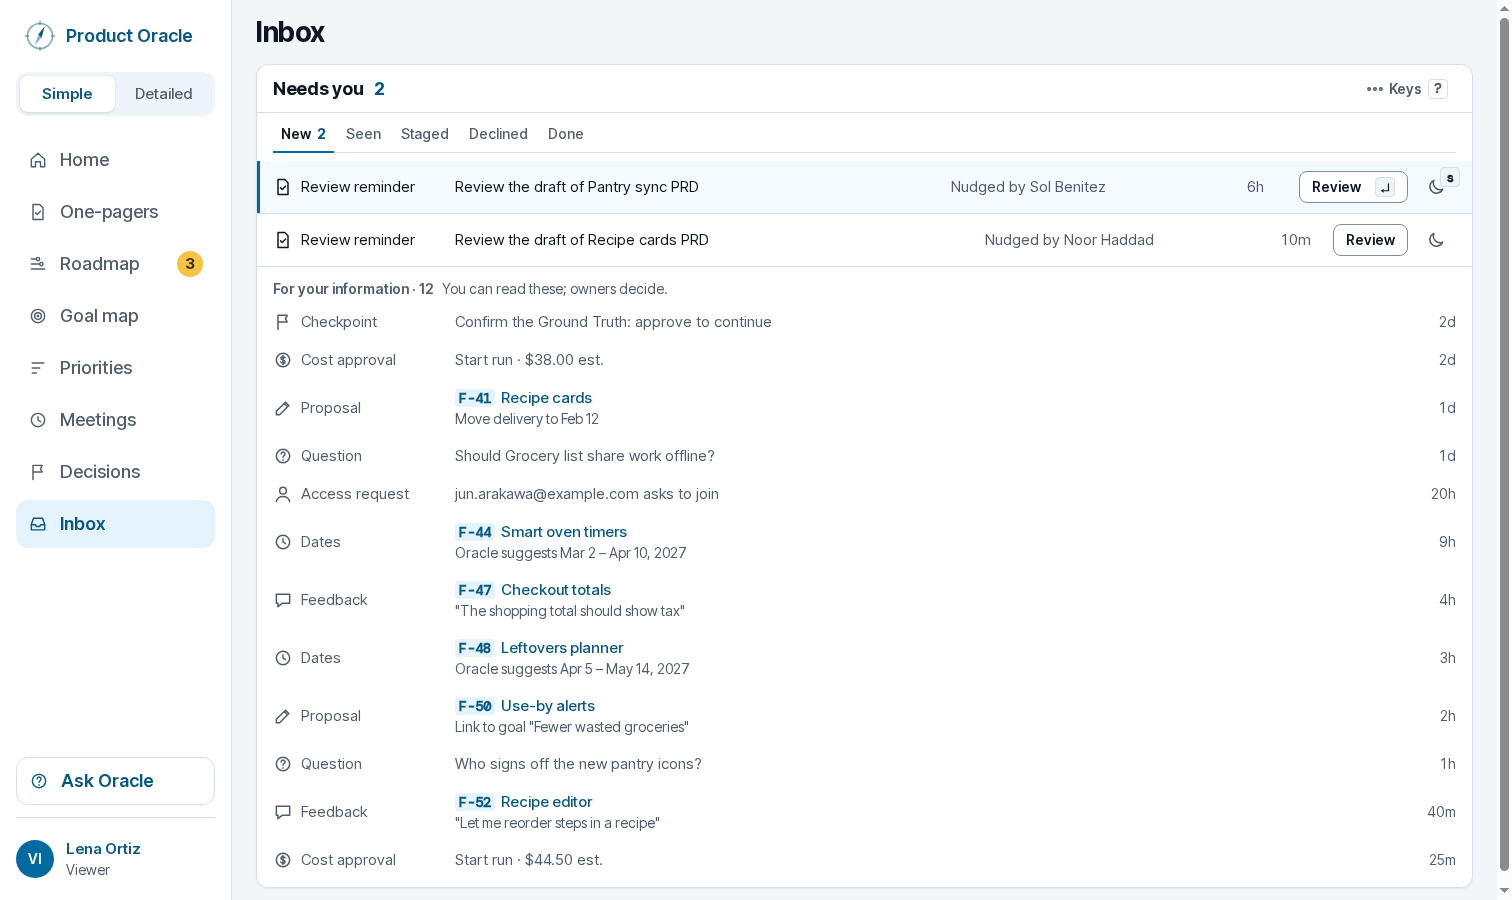 Product Oracle
Simple Detailed
Home
One-pagers
Roadmap 3
Goal map
Priorities
Meetings
Decisions
Inbox
Ask Oracle
VI Lena Ortiz
Viewer
Inbox
Needs you 2 ••• Keys ?
New 2 Seen Staged Declined Done
Review reminder Review the draft of Pantry sync PRD Nudged by Sol Benitez 6h Review ↵ s
Review reminder Review the draft of Recipe cards PRD Nudged by Noor Haddad 10m Review
For your information · 12 You can read these; owners decide.
Checkpoint Confirm the Ground Truth: approve to continue 2d
Cost approval Start run · $38.00 est. 2d
Proposal F-41 Recipe cards 1d
Move delivery to Feb 12
Question Should Grocery list share work offline? 1d
Access request jun.arakawa@example.com asks to join 20h
Dates F-44 Smart oven timers 9h
Oracle suggests Mar 2 – Apr 10, 2027
Feedback F-47 Checkout totals 4h
"The shopping total should show tax"
Dates F-48 Leftovers planner 3h
Oracle suggests Apr 5 – May 14, 2027
Proposal F-50 Use-by alerts 2h
Link to goal "Fewer wasted groceries"
Question Who signs off the new pantry icons? 1h
Feedback F-52 Recipe editor 40m
"Let me reorder steps in a recipe"
Cost approval Start run · $44.50 est. 25m